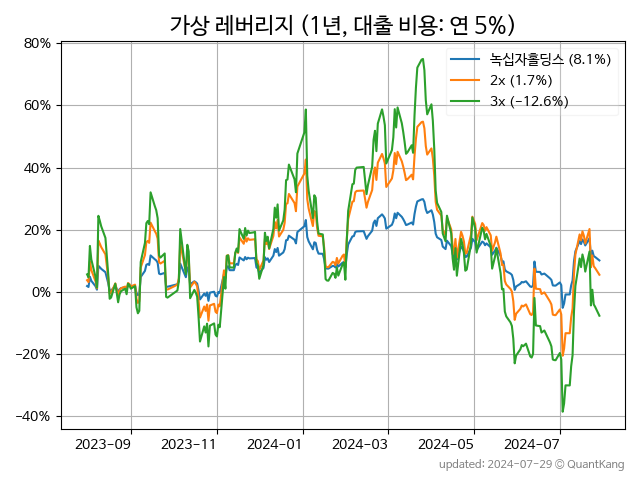 가상 레버리지 (1년, 대출 비용: 연 5%)
80%
60%
40%
20%
0%
−20%
−40%
녹십자홀딩스 (8.1%)
2x (1.7%)
3x (−12.6%)
2023-09
2023-11
2024-01
2024-03
2024-05
2024-07
updated: 2024-07-29 © QuantKang